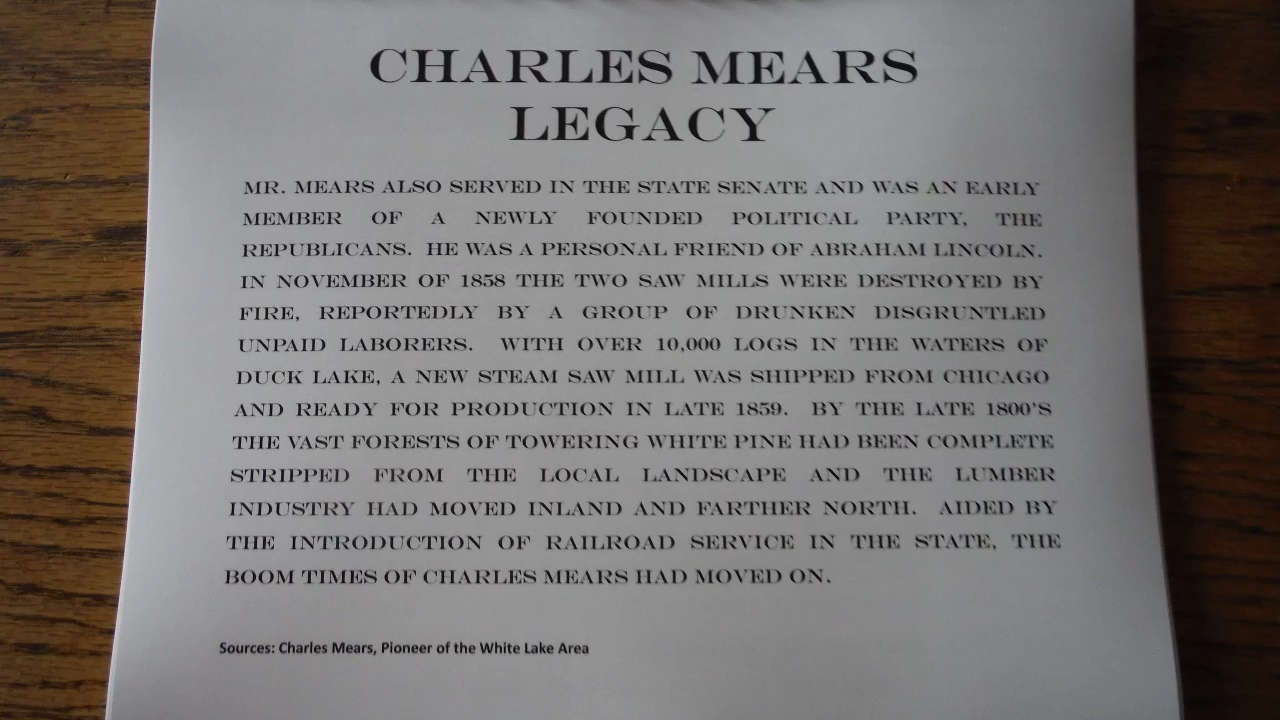 CHARLES MEARS
LEGACY
MR. MEARS ALSO SERVED IN THE STATE SENATE AND WAS AN EARLY
MEMBER OF A NEWLY FOUNDED POLITICAL PARTY, THE
REPUBLICANS. HE WAS A PERSONAL FRIEND OF ABRAHAM LINCOLN.
IN NOVEMBER OF 1858 THE TWO SAW MILLS WERE DESTROYED BY
FIRE, REPORTEDLY BY A GROUP OF DRUNKEN DISGRUNTLED
UNPAID LABORERS. WITH OVER 10,000 LOGS IN THE WATERS OF
DUCK LAKE, A NEW STEAM SAW MILL WAS SHIPPED FROM CHICAGO
AND READY FOR PRODUCTION IN LATE 1859. BY THE LATE 1800'S
THE VAST FORESTS OF TOWERING WHITE PINE HAD BEEN COMPLETE
STRIPPED FROM THE LOCAL LANDSCAPE AND THE LUMBER
INDUSTRY HAD MOVED INLAND AND FARTHER NORTH. AIDED BY
THE INTRODUCTION OF RAILROAD SERVICE IN THE STATE, THE
BOOM TIMES OF CHARLES MEARS HAD MOVED ON.
Sources: Charles Mears, Pioneer of the White Lake Area